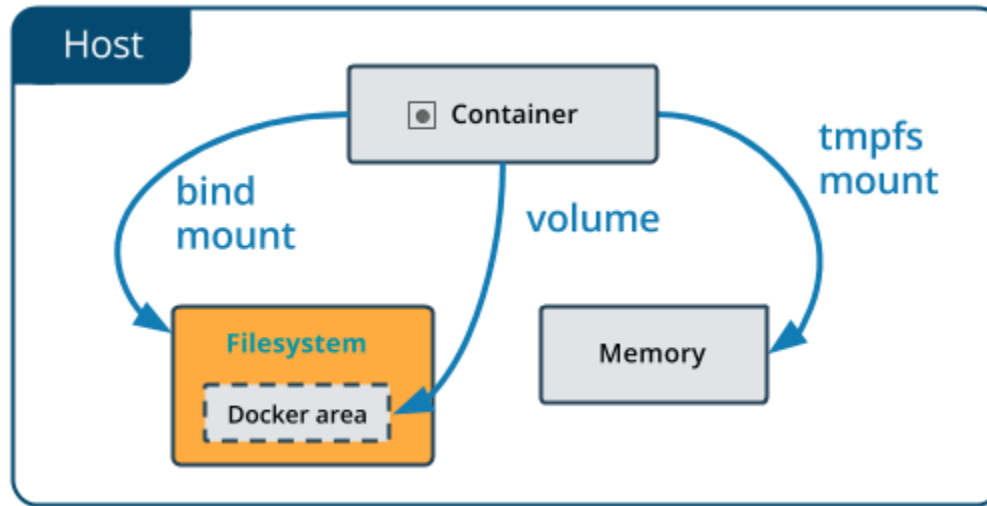 Host
Container
bind
mount
volume
tmpfs
mount
Filesystem
Docker area
Memory